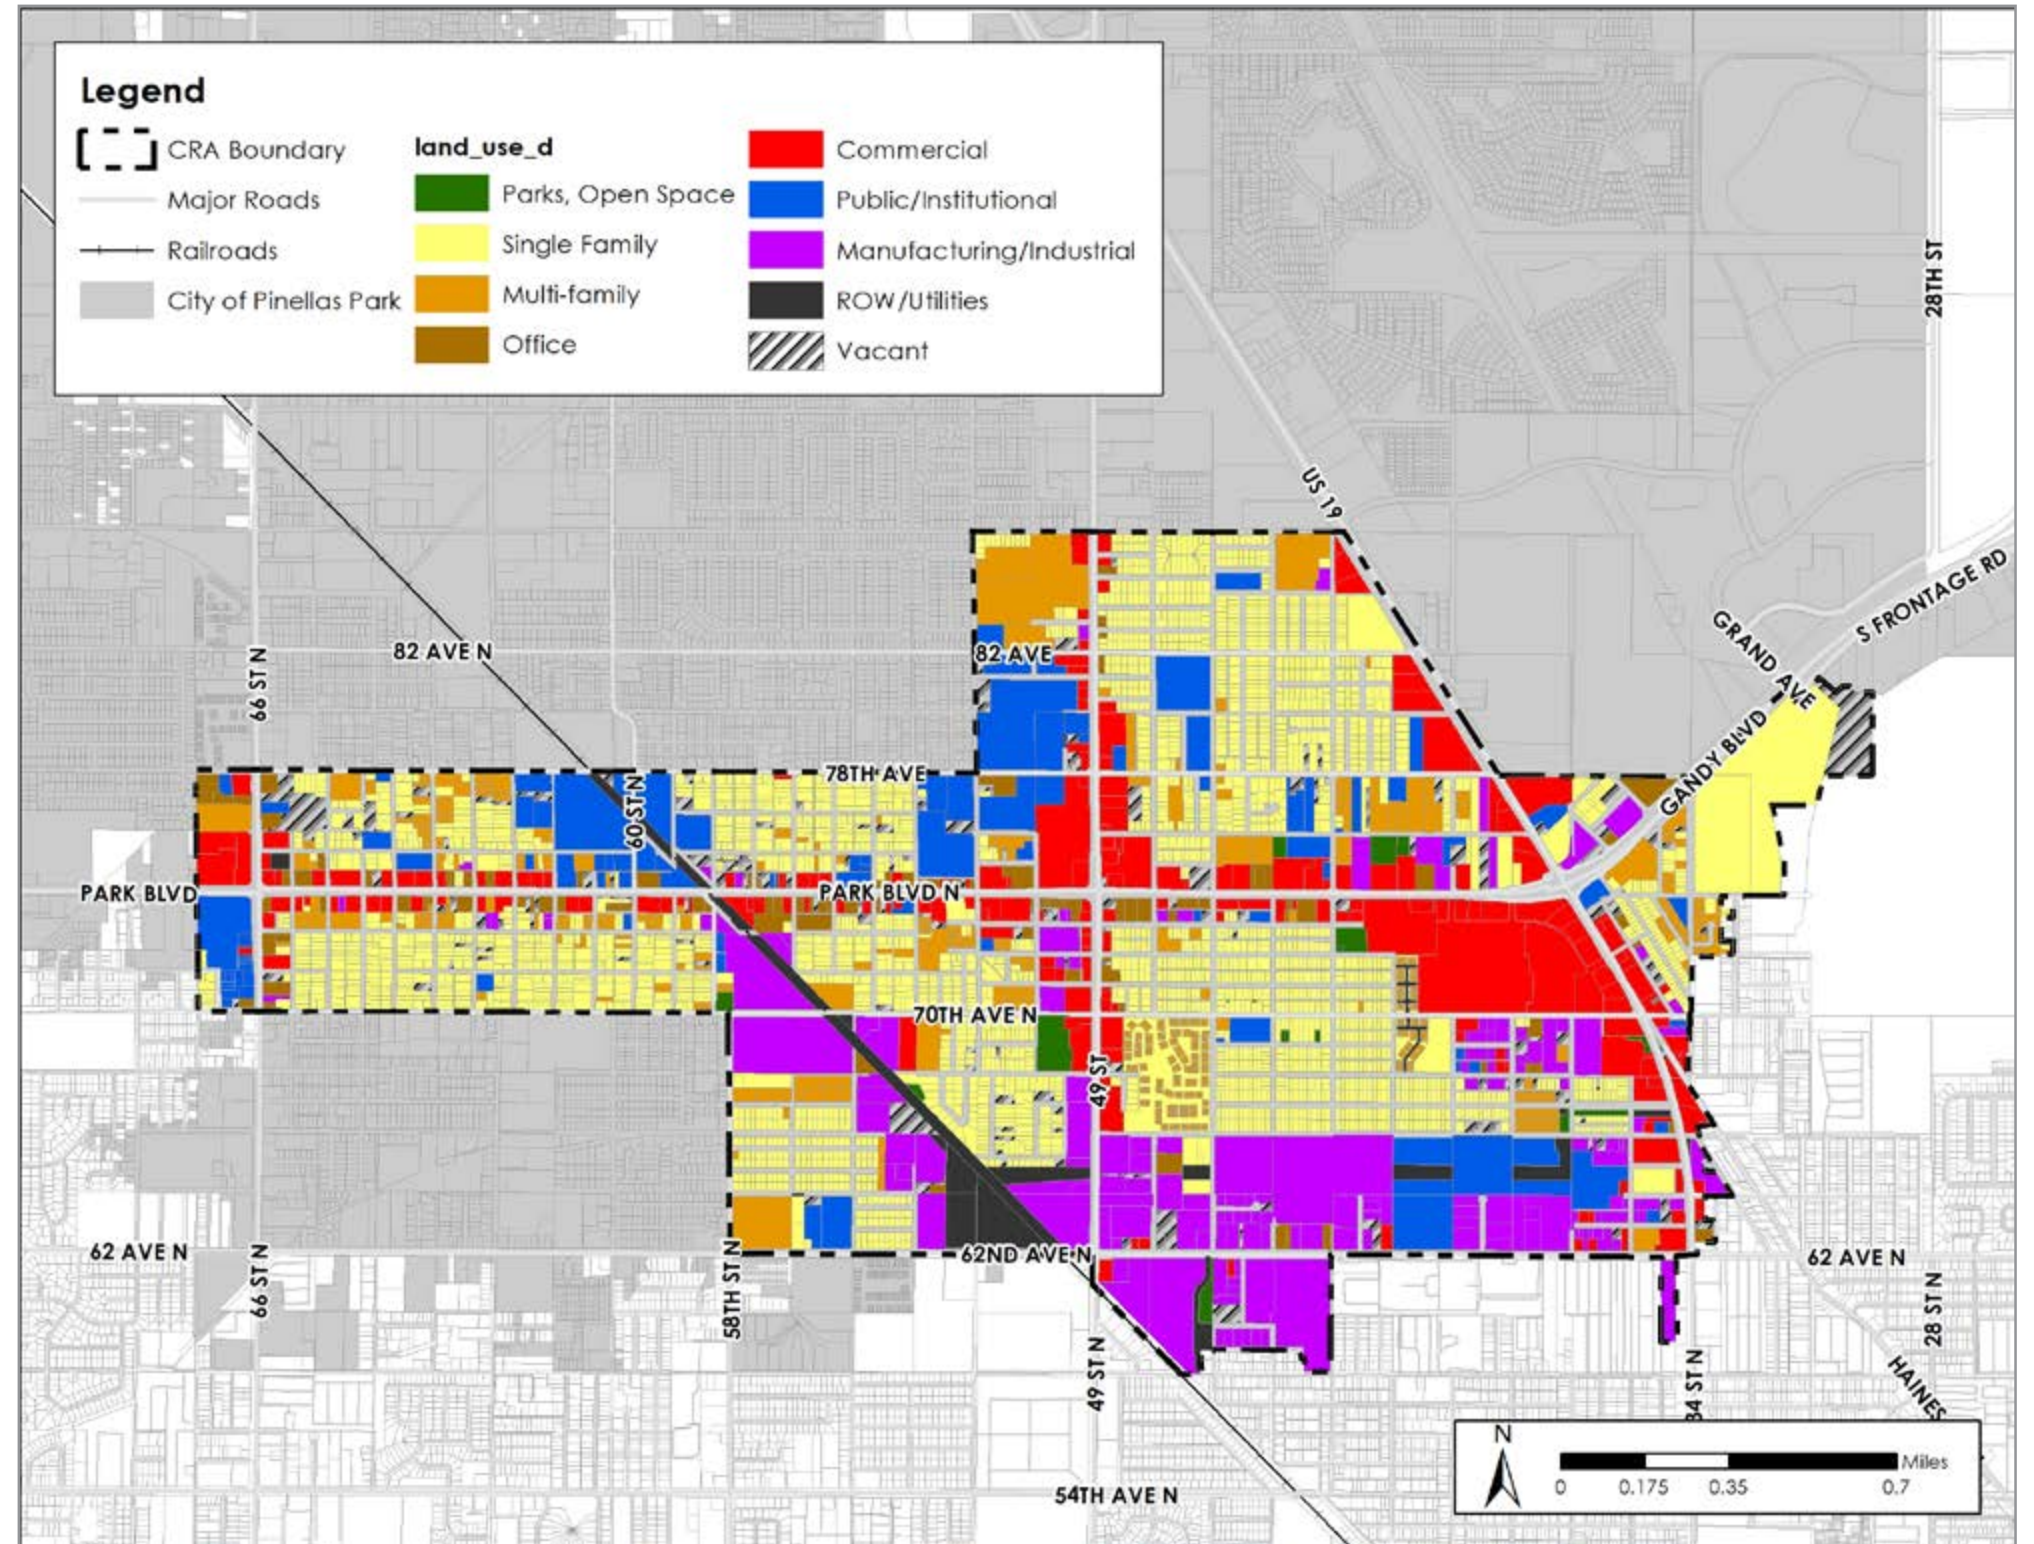 Legend
CRA Boundary
Major Roads
Railroads
City of Pinellas Park
land_use_d
Parks, Open Space
Single Family
Multi-family
Office
Commercial
Public/Institutional
Manufacturing/Industrial
ROW/Utilities
Vacant
28TH ST
US 19
S FRONTAGE RD
GRAND AVE
GANDY BLVD
66 ST N
82 AVE N
82 AVE
78TH AVE
60 ST N
PARK BLVD
PARK BLVD N
70TH AVE N
49 ST
62 AVE N
66 ST N
58TH ST N
62ND AVE N
62 AVE N
49 ST N
34 ST N
28 ST N
HAINES
54TH AVE N
N
Miles
0 0.175 0.35 0.7